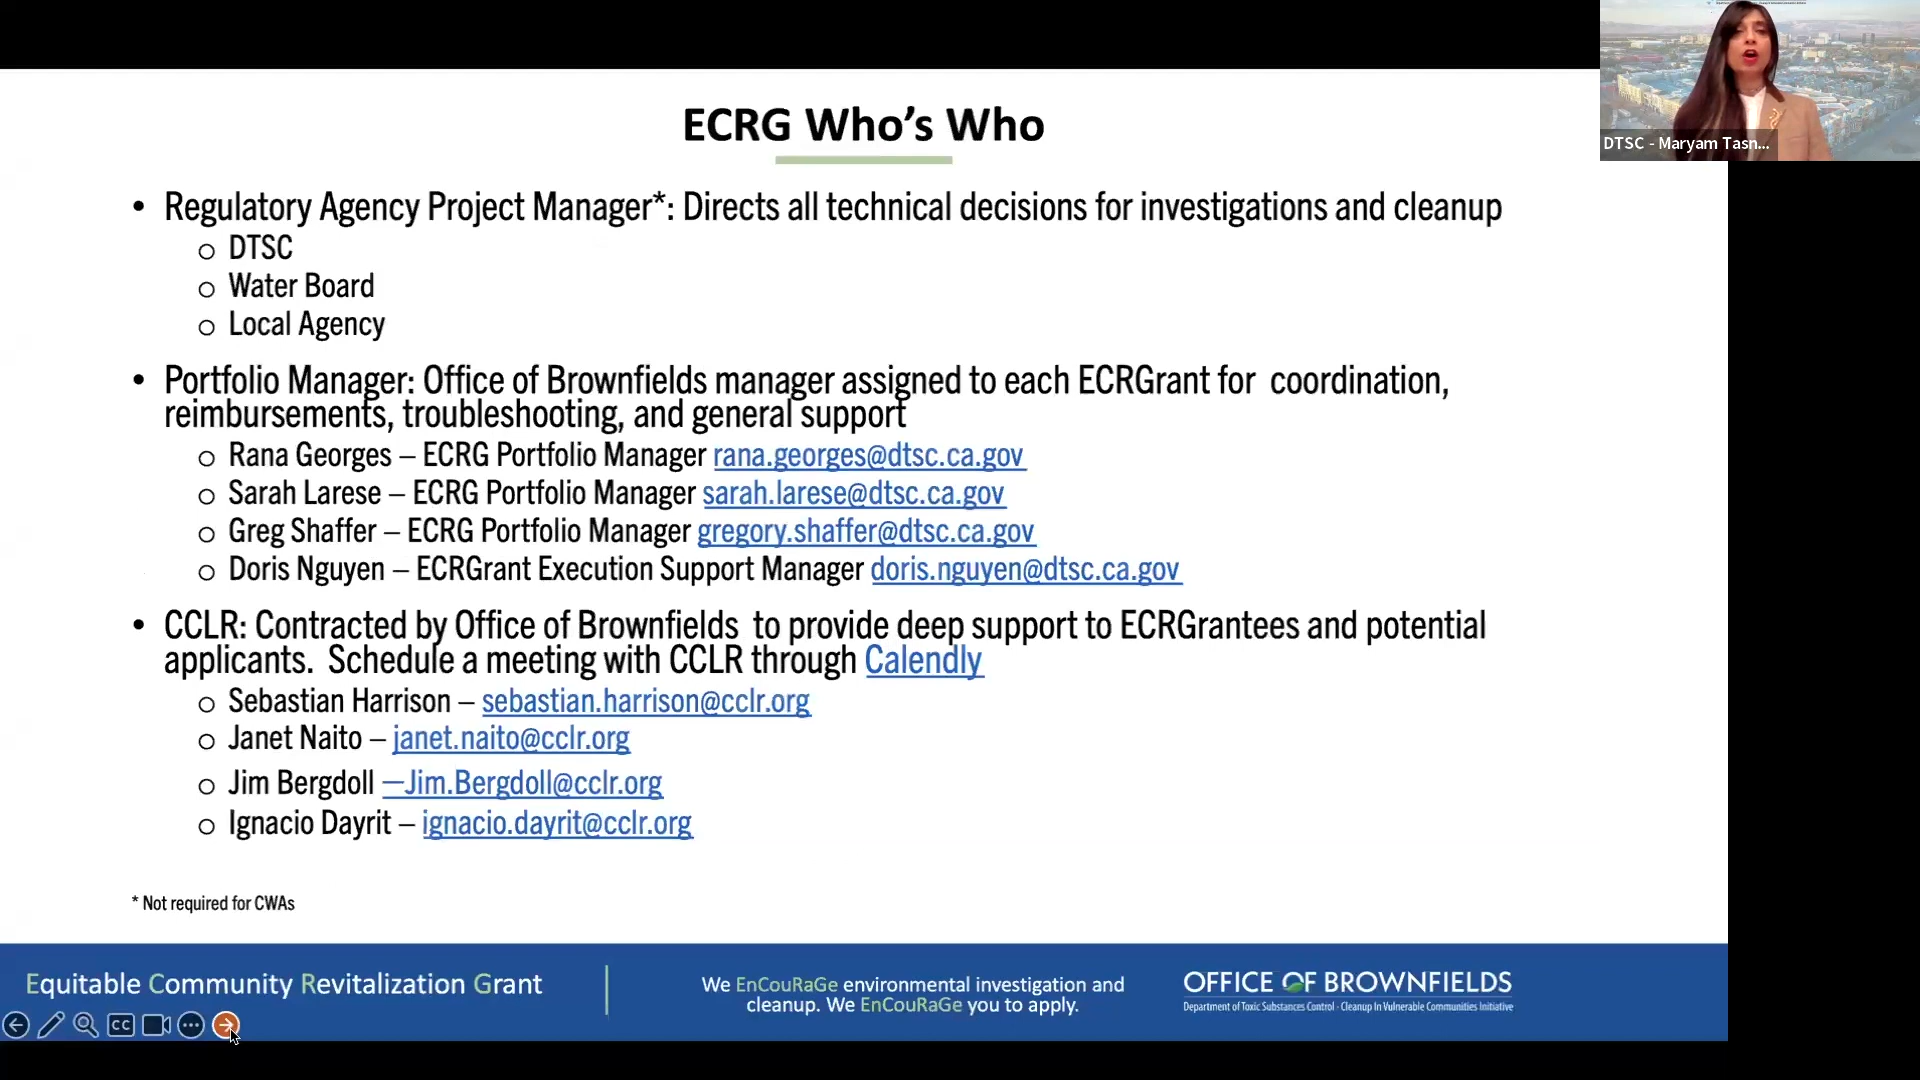 ECRG Who's Who
DTSC - Maryam Tasn...
• Regulatory Agency Project Manager*: Directs all technical decisions for investigations and cleanup
o DTSC
o Water Board
o Local Agency
• Portfolio Manager: Office of Brownfields manager assigned to each ECRGrant for coordination,
reimbursements, troubleshooting, and general support
o Rana Georges – ECRG Portfolio Manager rana.georges@dtsc.ca.gov
o Sarah Larese – ECRG Portfolio Manager sarah.larese@dtsc.ca.gov
o Greg Shaffer – ECRG Portfolio Manager gregory.shaffer@dtsc.ca.gov
o Doris Nguyen – ECRGrant Execution Support Manager doris.nguyen@dtsc.ca.gov
• CCLR: Contracted by Office of Brownfields to provide deep support to ECRGrantees and potential
applicants. Schedule a meeting with CCLR through Calendly
o Sebastian Harrison – sebastian.harrison@cclr.org
o Janet Naito – janet.naito@cclr.org
o Jim Bergdoll –Jim.Bergdoll@cclr.org
o Ignacio Dayrit – ignacio.dayrit@cclr.org
* Not required for CWAs
Equitable Community Revitalization Grant
We EnCouRaGe environmental investigation and
cleanup. We EnCouRaGe you to apply.
OFFICE OF BROWNFIELDS
Department of Toxic Substances Control - Cleanup In Vulnerable Communities Initiative
CC